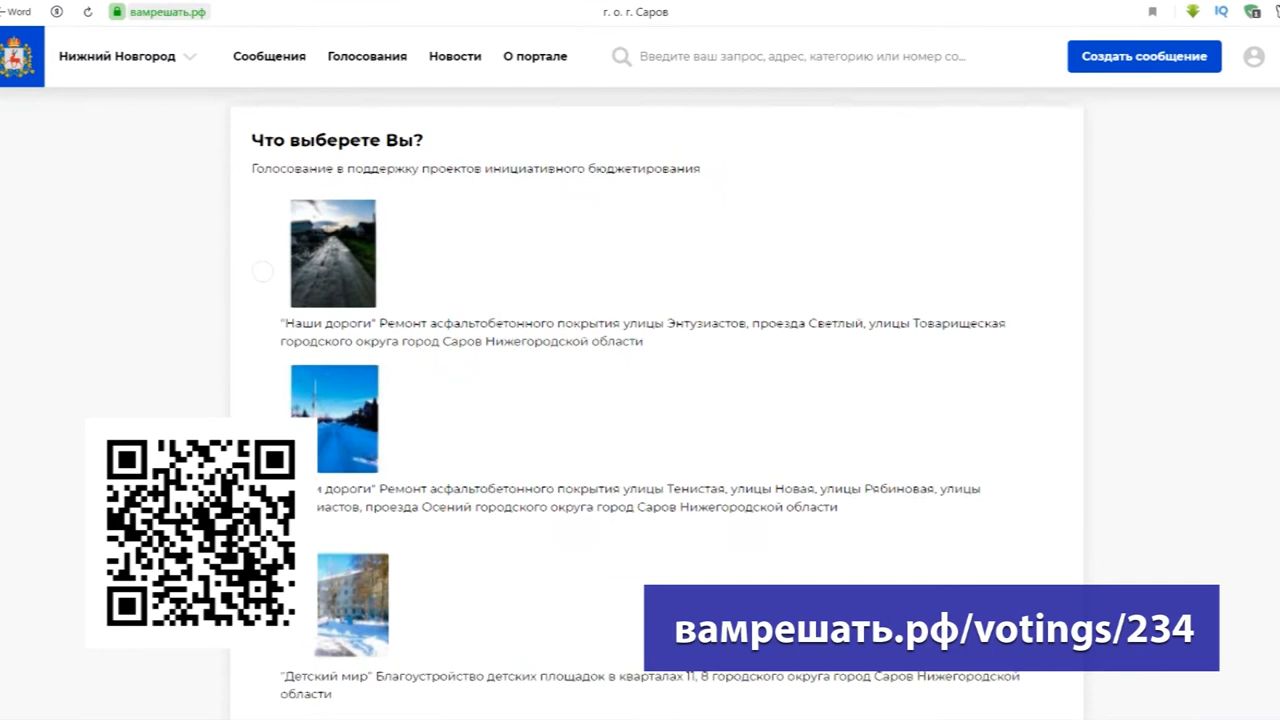 Word
вамрешать.рф
г. о. г. Саров
Нижний Новгород
Сообщения
Голосования
Новости
О портале
Введите ваш запрос, адрес, категорию или номер со...
Создать сообщение
Что выберете Вы?
Голосование в поддержку проектов инициативного бюджетирования
"Наши дороги" Ремонт асфальтобетонного покрытия улицы Энтузиастов, проезда Светлый, улицы Товарищеская
городского округа город Саров Нижегородской области
и дороги" Ремонт асфальтобетонного покрытия улицы Тенистая, улицы Новая, улицы Рябиновая, улицы
иастов, проезда Осений городского округа город Саров Нижегородской области
"Детский мир" Благоустройство детских площадок в кварталах 11, 8 городского округа город Саров Нижегородской
области
вамрешать.рф/votings/234